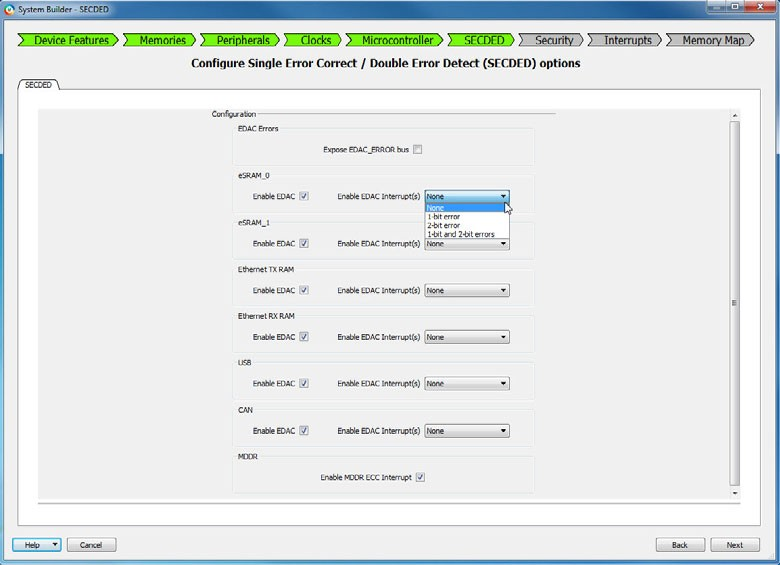 System Builder - SECDED
Device Features Memories Peripherals Clocks Microcontroller SECDED Security Interrupts Memory Map
Configure Single Error Correct / Double Error Detect (SECDED) options
SECDED
Configuration
EDAC Errors
Expose EDAC_ERROR bus
eSRAM_0
Enable EDAC Enable EDAC Interrupt(s) None
None
1-bit error
2-bit error
1-bit and 2-bit errors
eSRAM_1
Enable EDAC Enable EDAC Interrupt(s) None
Ethernet TX RAM
Enable EDAC Enable EDAC Interrupt(s) None
Ethernet RX RAM
Enable EDAC Enable EDAC Interrupt(s) None
USB
Enable EDAC Enable EDAC Interrupt(s) None
CAN
Enable EDAC Enable EDAC Interrupt(s) None
MDDR
Enable MDDR ECC Interrupt
Help Cancel Back Next